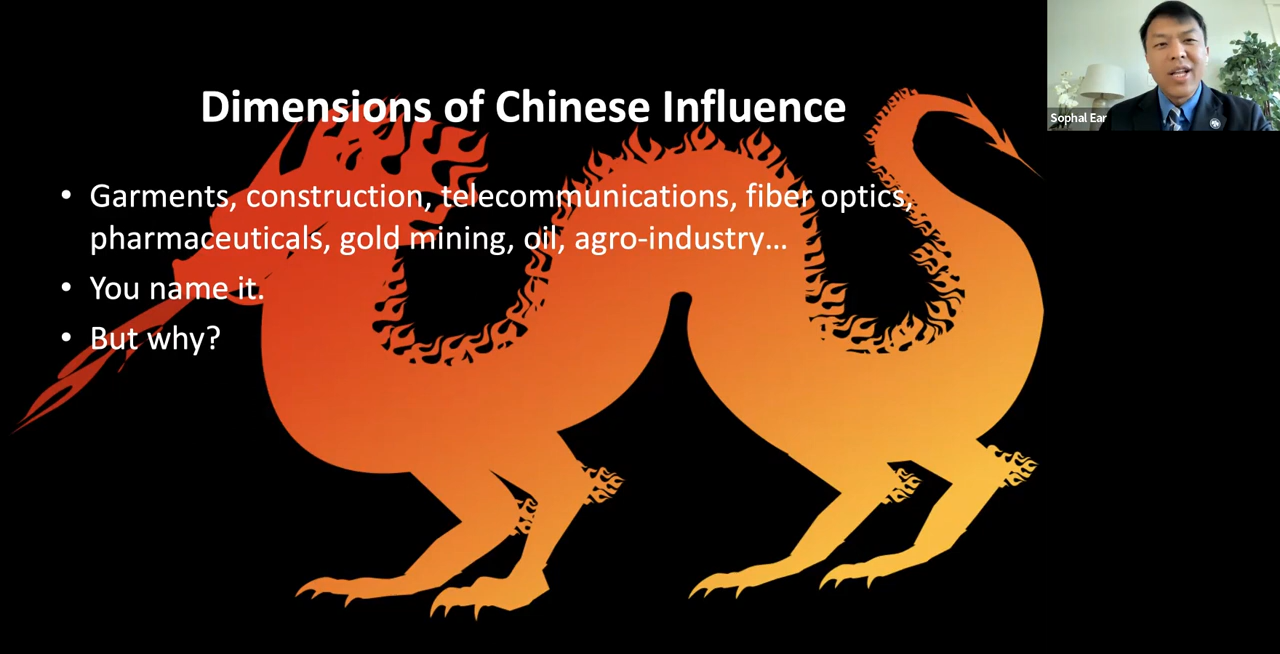 Dimensions of Chinese Influence
• Garments, construction, telecommunications, fiber optics,
pharmaceuticals, gold mining, oil, agro-industry…
• You name it.
• But why?
Sophal Ear